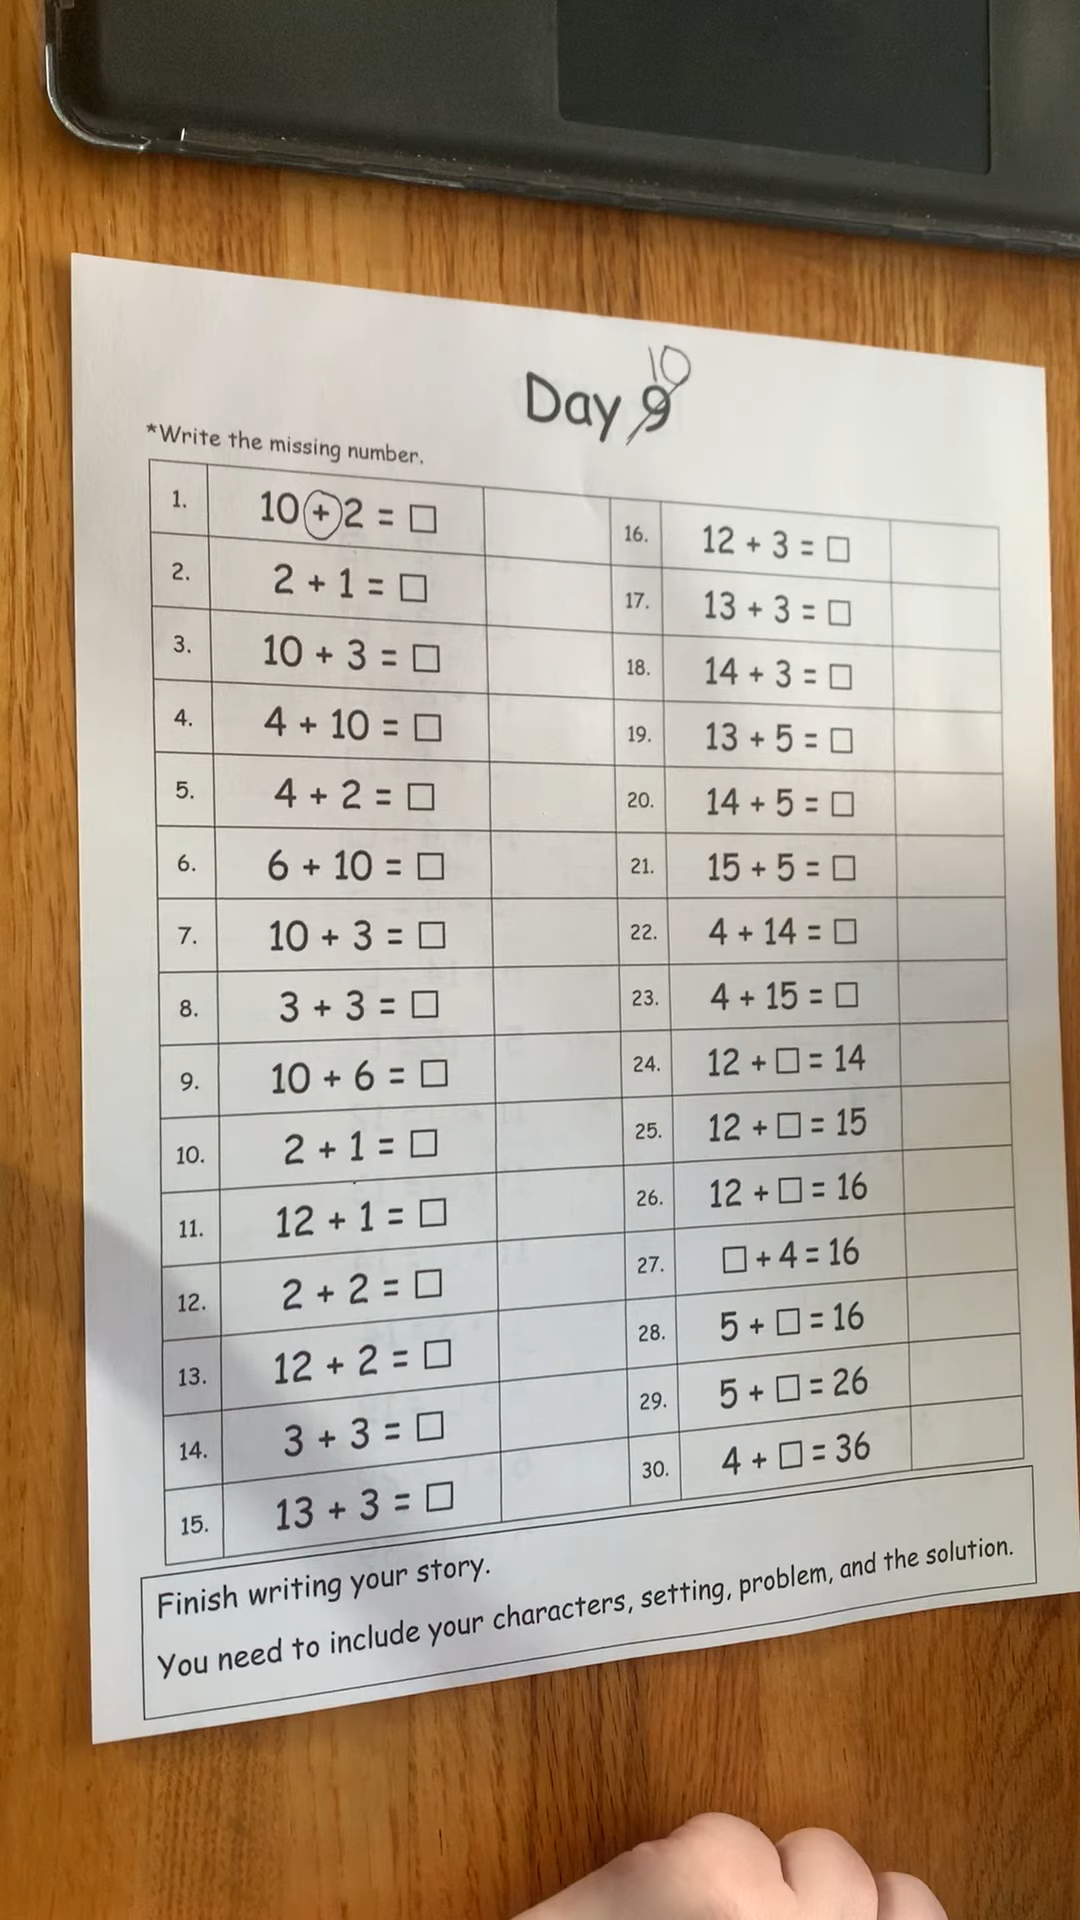 Day 9 10
*Write the missing number.
1. 10 + 2 = □
2. 2 + 1 = □
3. 10 + 3 = □
4. 4 + 10 = □
5. 4 + 2 = □
6. 6 + 10 = □
7. 10 + 3 = □
8. 3 + 3 = □
9. 10 + 6 = □
10. 2 + 1 = □
11. 12 + 1 = □
12. 2 + 2 = □
13. 12 + 2 = □
14. 3 + 3 = □
15. 13 + 3 = □
16. 12 + 3 = □
17. 13 + 3 = □
18. 14 + 3 = □
19. 13 + 5 = □
20. 14 + 5 = □
21. 15 + 5 = □
22. 4 + 14 = □
23. 4 + 15 = □
24. 12 + □ = 14
25. 12 + □ = 15
26. 12 + □ = 16
27. □ + 4 = 16
28. 5 + □ = 16
29. 5 + □ = 26
30. 4 + □ = 36
Finish writing your story.
You need to include your characters, setting, problem, and the solution.